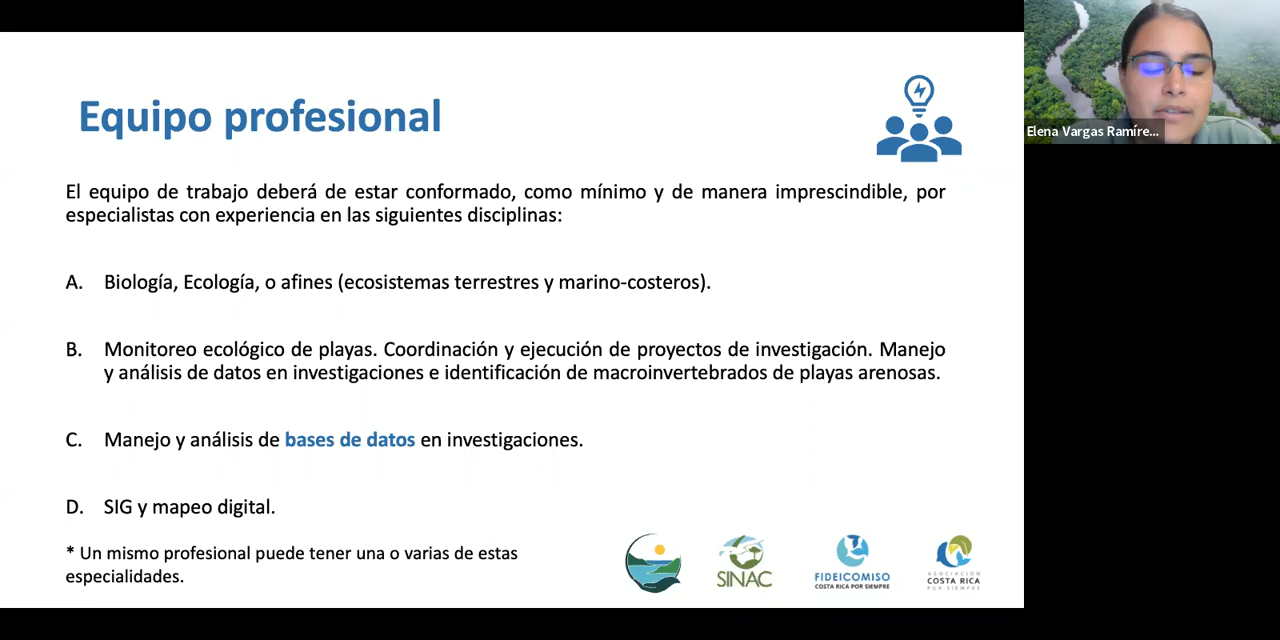 Equipo profesional
Elena Vargas Ramíre...
El equipo de trabajo deberá de estar conformado, como mínimo y de manera imprescindible, por
especialistas con experiencia en las siguientes disciplinas:
A. Biología, Ecología, o afines (ecosistemas terrestres y marino-costeros).
B. Monitoreo ecológico de playas. Coordinación y ejecución de proyectos de investigación. Manejo
y análisis de datos en investigaciones e identificación de macroinvertebrados de playas arenosas.
C. Manejo y análisis de bases de datos en investigaciones.
D. SIG y mapeo digital.
* Un mismo profesional puede tener una o varias de estas
especialidades.
SINAC
FIDEICOMISO
COSTA RICA POR SIEMPRE
ASOCIACIÓN
COSTA RICA
POR SIEMPRE